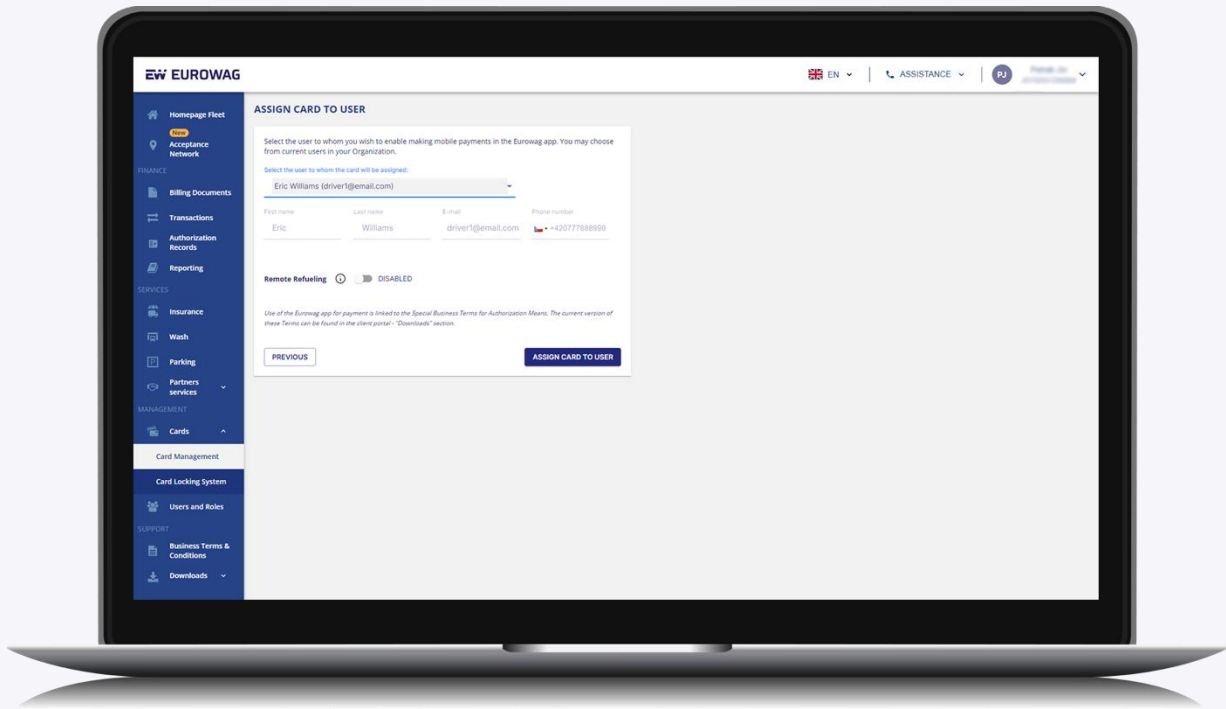 EW EUROWAG
EN
ASSISTANCE
PJ
Homepage Fleet
New
Acceptance
Network
FINANCE
Billing Documents
Transactions
Authorization
Records
Reporting
SERVICES
Insurance
Wash
P
Parking
Partners
services
MANAGEMENT
Cards
Card Management
Card Locking System
Users and Roles
SUPPORT
Business Terms &
Conditions
Downloads
ASSIGN CARD TO USER
Select the user to whom you wish to enable making mobile payments in the Eurowag app. You may choose
from current users in your Organization.
Select the user to whom the card will be assigned:
Eric Williams (driver1@email.com)
First name Last name E-mail Phone number
Eric Williams driver1@email.com +420777888999
Remote Refueling i DISABLED
Use of the Eurowag app for payment is linked to the Special Business Terms for Authorization Means. The current version of
these Terms can be found in the client portal - "Downloads" section.
PREVIOUS
ASSIGN CARD TO USER